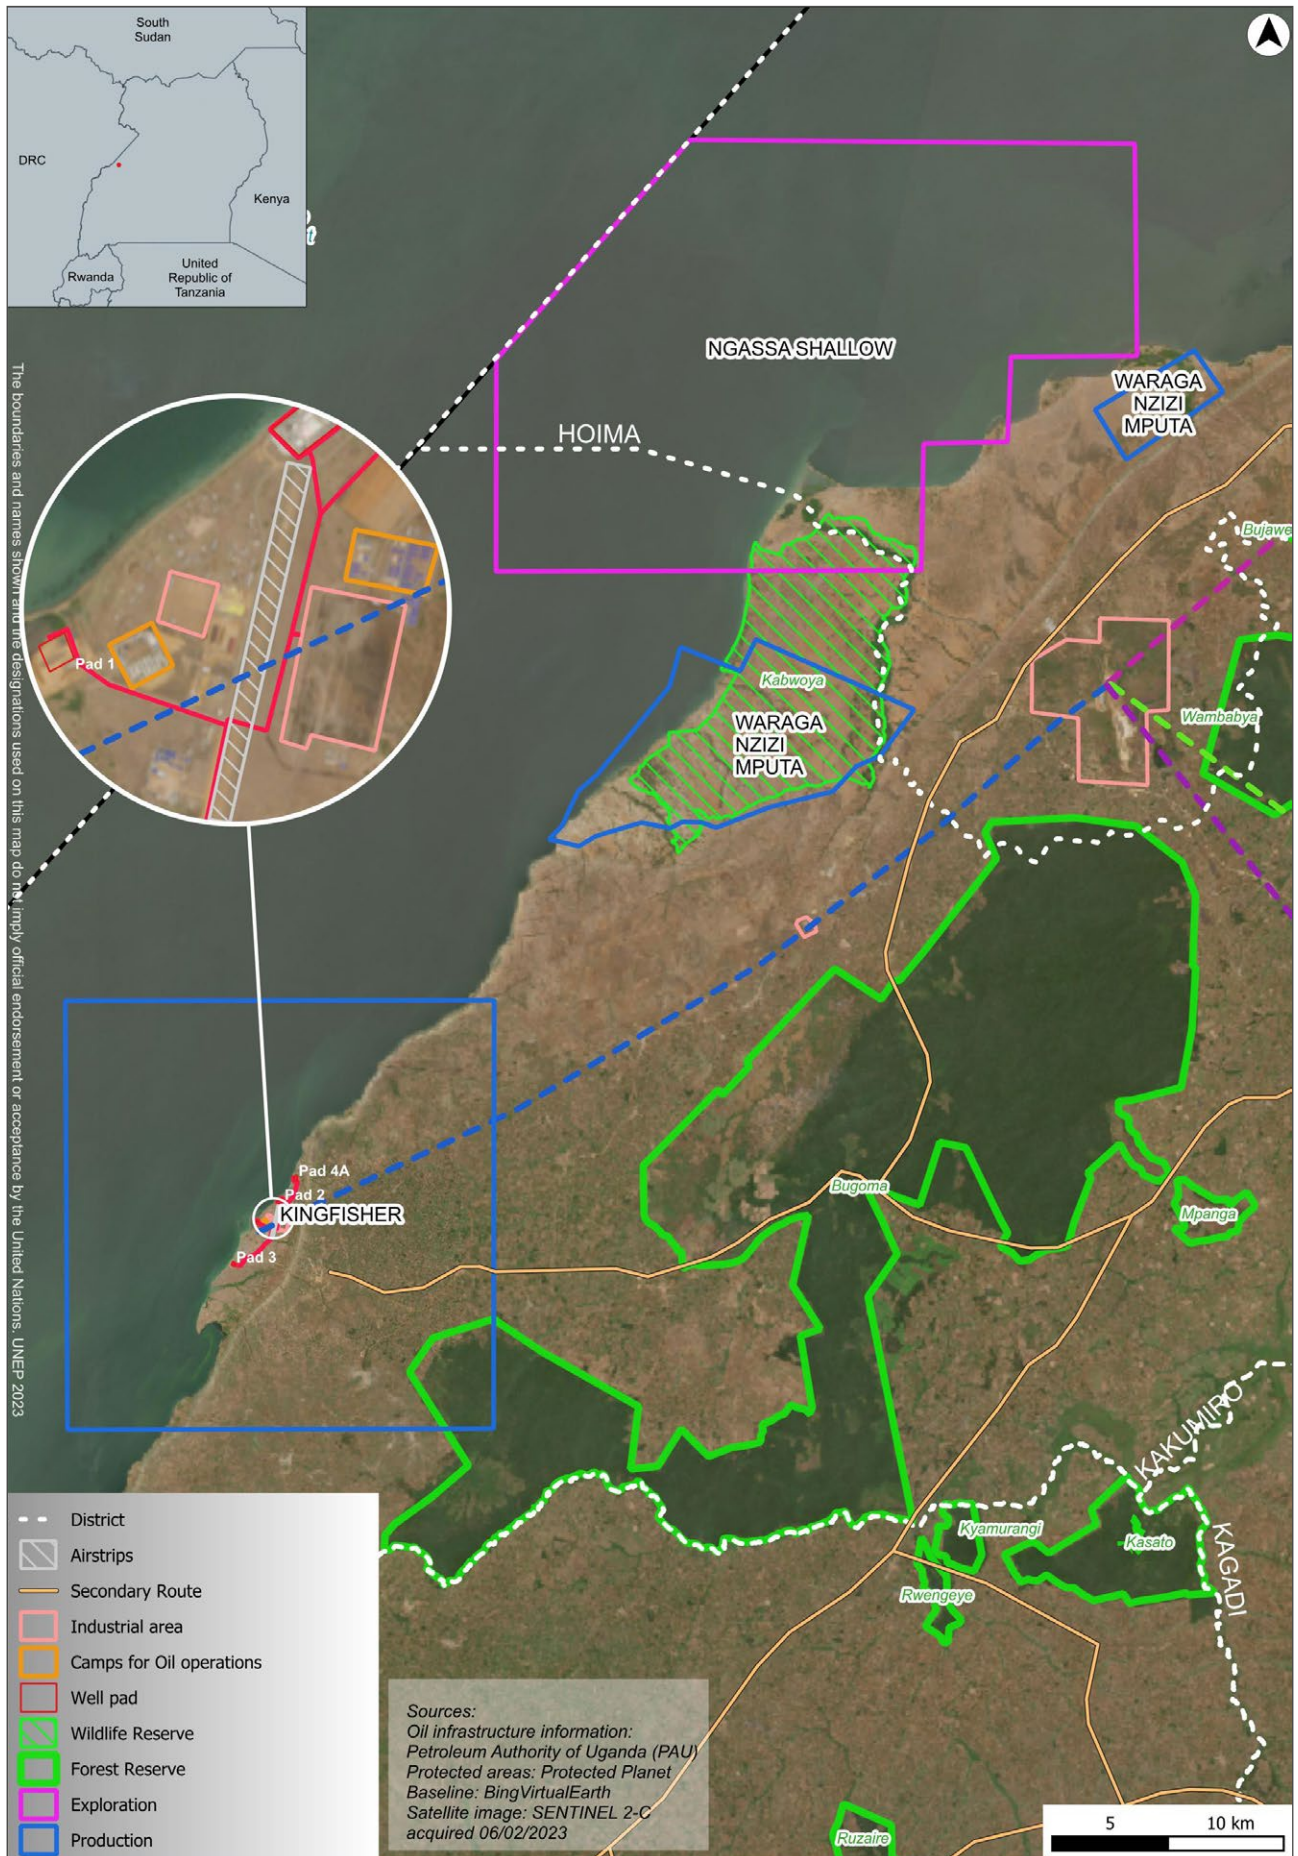 South
Sudan
DRC
Kenya
Rwanda
United
Republic of
Tanzania
NGASSA SHALLOW
WARAGA
NZIZI
MPUTA
HOIMA
Bujawe
Pad 1
Kabwoya
WARAGA
NZIZI
MPUTA
Wambabya
The boundaries and names shown and the designations used on this map do not imply official endorsement or acceptance by the United Nations. UNEP 2023
Pad 4A
Pad 2
KINGFISHER
Pad 3
Bugoma
Mpanga
KAKUMIRO
KAGADI
Kyamurangi
Kasato
Rwengeye
Ruzaire
District
Airstrips
Secondary Route
Industrial area
Camps for Oil operations
Well pad
Wildlife Reserve
Forest Reserve
Exploration
Production
Sources:
Oil infrastructure information:
Petroleum Authority of Uganda (PAU)
Protected areas: Protected Planet
Baseline: BingVirtualEarth
Satellite image: SENTINEL 2-C
acquired 06/02/2023
5 10 km